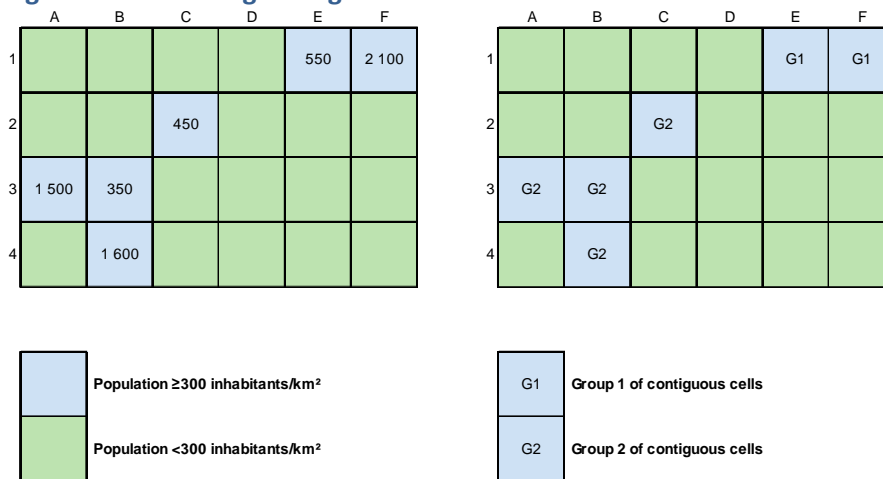 A B C D E F A B C D E F
1 550 2 100 1 G1 G1
2 450 2 G2
3 1 500 350 3 G2 G2
4 1 600 4 G2
Population ≥300 inhabitants/km² G1 Group 1 of contiguous cells
Population <300 inhabitants/km² G2 Group 2 of contiguous cells